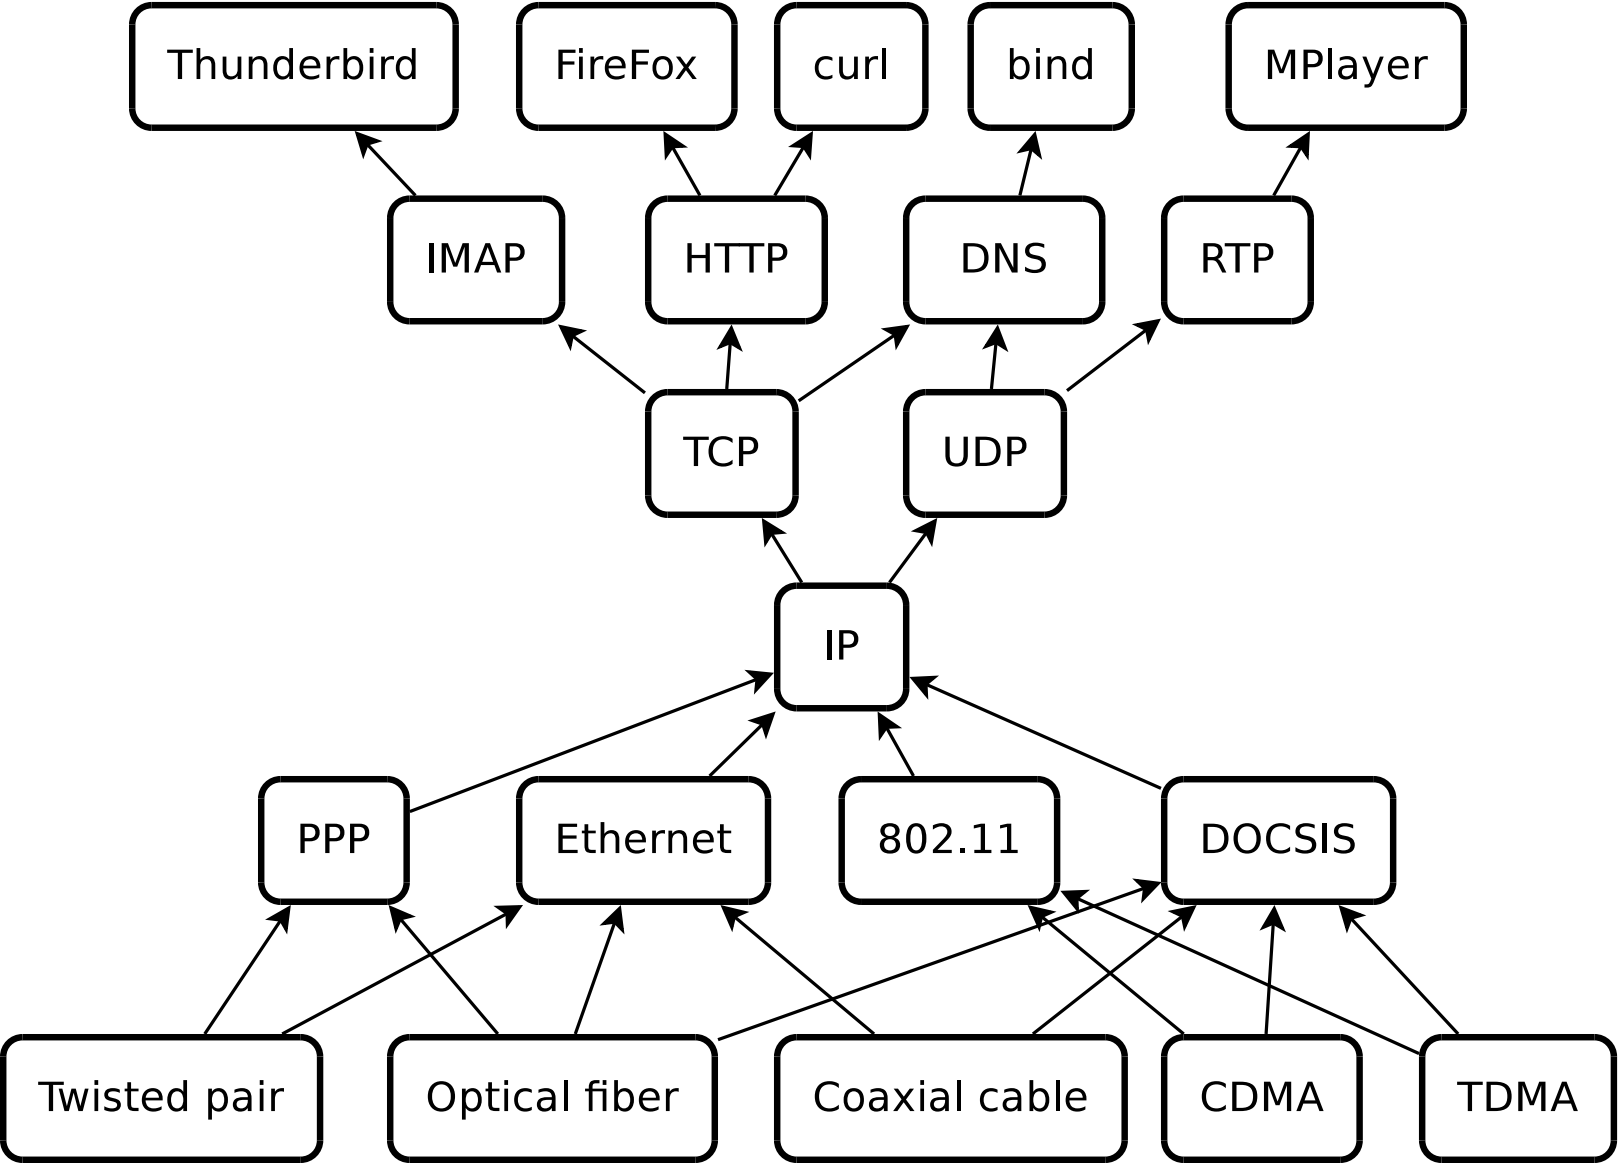 Thunderbird
FireFox
curl
bind
MPlayer
IMAP
HTTP
DNS
RTP
TCP
UDP
IP
PPP
Ethernet
802.11
DOCSIS
Twisted pair
Optical fiber
Coaxial cable
CDMA
TDMA